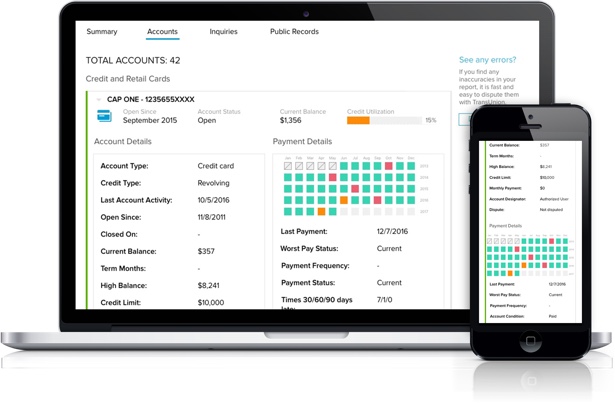 Summary Accounts Inquiries Public Records
TOTAL ACCOUNTS: 42
Credit and Retail Cards
CAP ONE - 1235655XXXX
Open Since Account Status Current Balance Credit Utilization
September 2015 Open $1,356 15%
Account Details
Account Type: Credit card
Credit Type: Revolving
Last Account Activity: 10/5/2016
Open Since: 11/8/2011
Closed On: -
Current Balance: $357
Term Months: -
High Balance: $8,241
Credit Limit: $10,000
Payment Details
Jan Feb Mar Apr May Jun Jul Aug Sep Oct Nov Dec
2013
2014
2015
2016
2017
Last Payment: 12/7/2016
Worst Pay Status: Current
Payment Frequency: -
Payment Status: Current
Times 30/60/90 days 7/1/0
late:
See any errors?
If you find any
inaccuracies in your
report, it is fast and
easy to dispute them
with TransUnion.
Current Balance: $357
Term Months: -
High Balance: $8,241
Credit Limit: $10,000
Monthly Payment: $0
Account Designator: Authorized User
Dispute: Not disputed
Payment Details
Last Payment: 12/7/2016
Worst Pay Status: Current
Payment Frequency: -
Account Condition: Paid